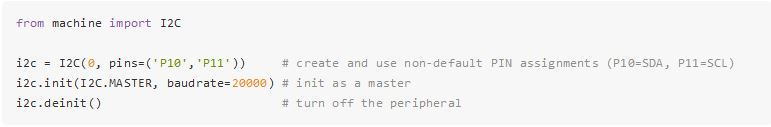 from machine import I2C
i2c = I2C(0, pins=('P10','P11'))     # create and use non-default PIN assignments (P10=SDA, P11=SCL)
i2c.init(I2C.MASTER, baudrate=20000) # init as a master
i2c.deinit()                         # turn off the peripheral